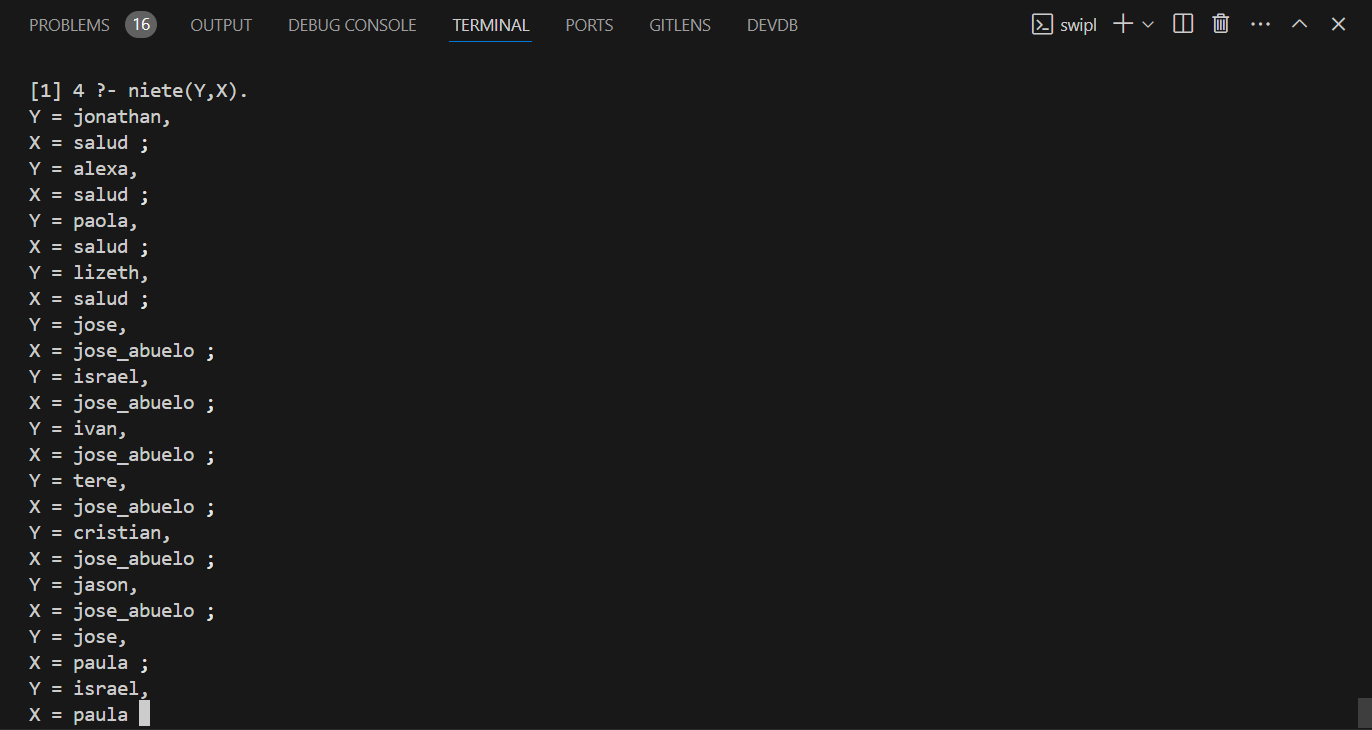 PROBLEMS 16 OUTPUT DEBUG CONSOLE TERMINAL PORTS GITLENS DEVDB swipl
[1] 4 ?- niete(Y,X).
Y = jonathan,
X = salud ;
Y = alexa,
X = salud ;
Y = paola,
X = salud ;
Y = lizeth,
X = salud ;
Y = jose,
X = jose_abuelo ;
Y = israel,
X = jose_abuelo ;
Y = ivan,
X = jose_abuelo ;
Y = tere,
X = jose_abuelo ;
Y = cristian,
X = jose_abuelo ;
Y = jason,
X = jose_abuelo ;
Y = jose,
X = paula ;
Y = israel,
X = paula